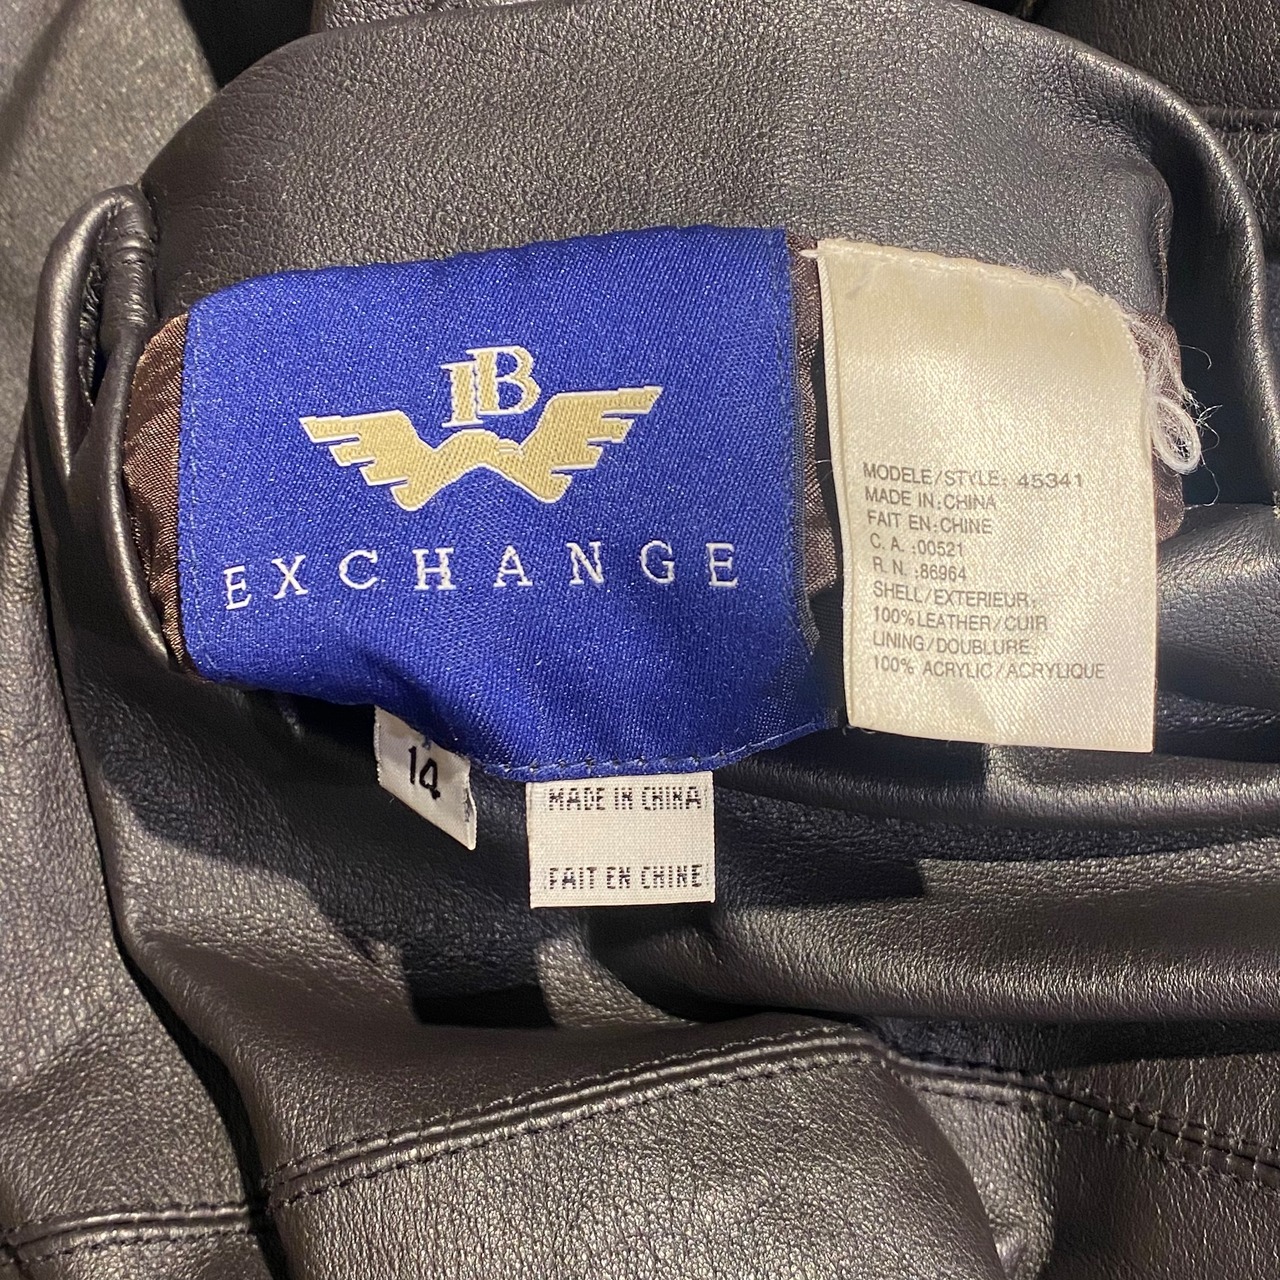 IB
EXCHANGE
14
MADE IN CHINA
FAIT EN CHINE
MODELE/STYLE: 45341
MADE IN:CHINA
FAIT EN:CHINE
C. A. :00521
R. N. :86964
SHELL/EXTERIEUR:
100%LEATHER/CUIR
LINING/DOUBLURE:
100% ACRYLIC/ACRYLIQUE